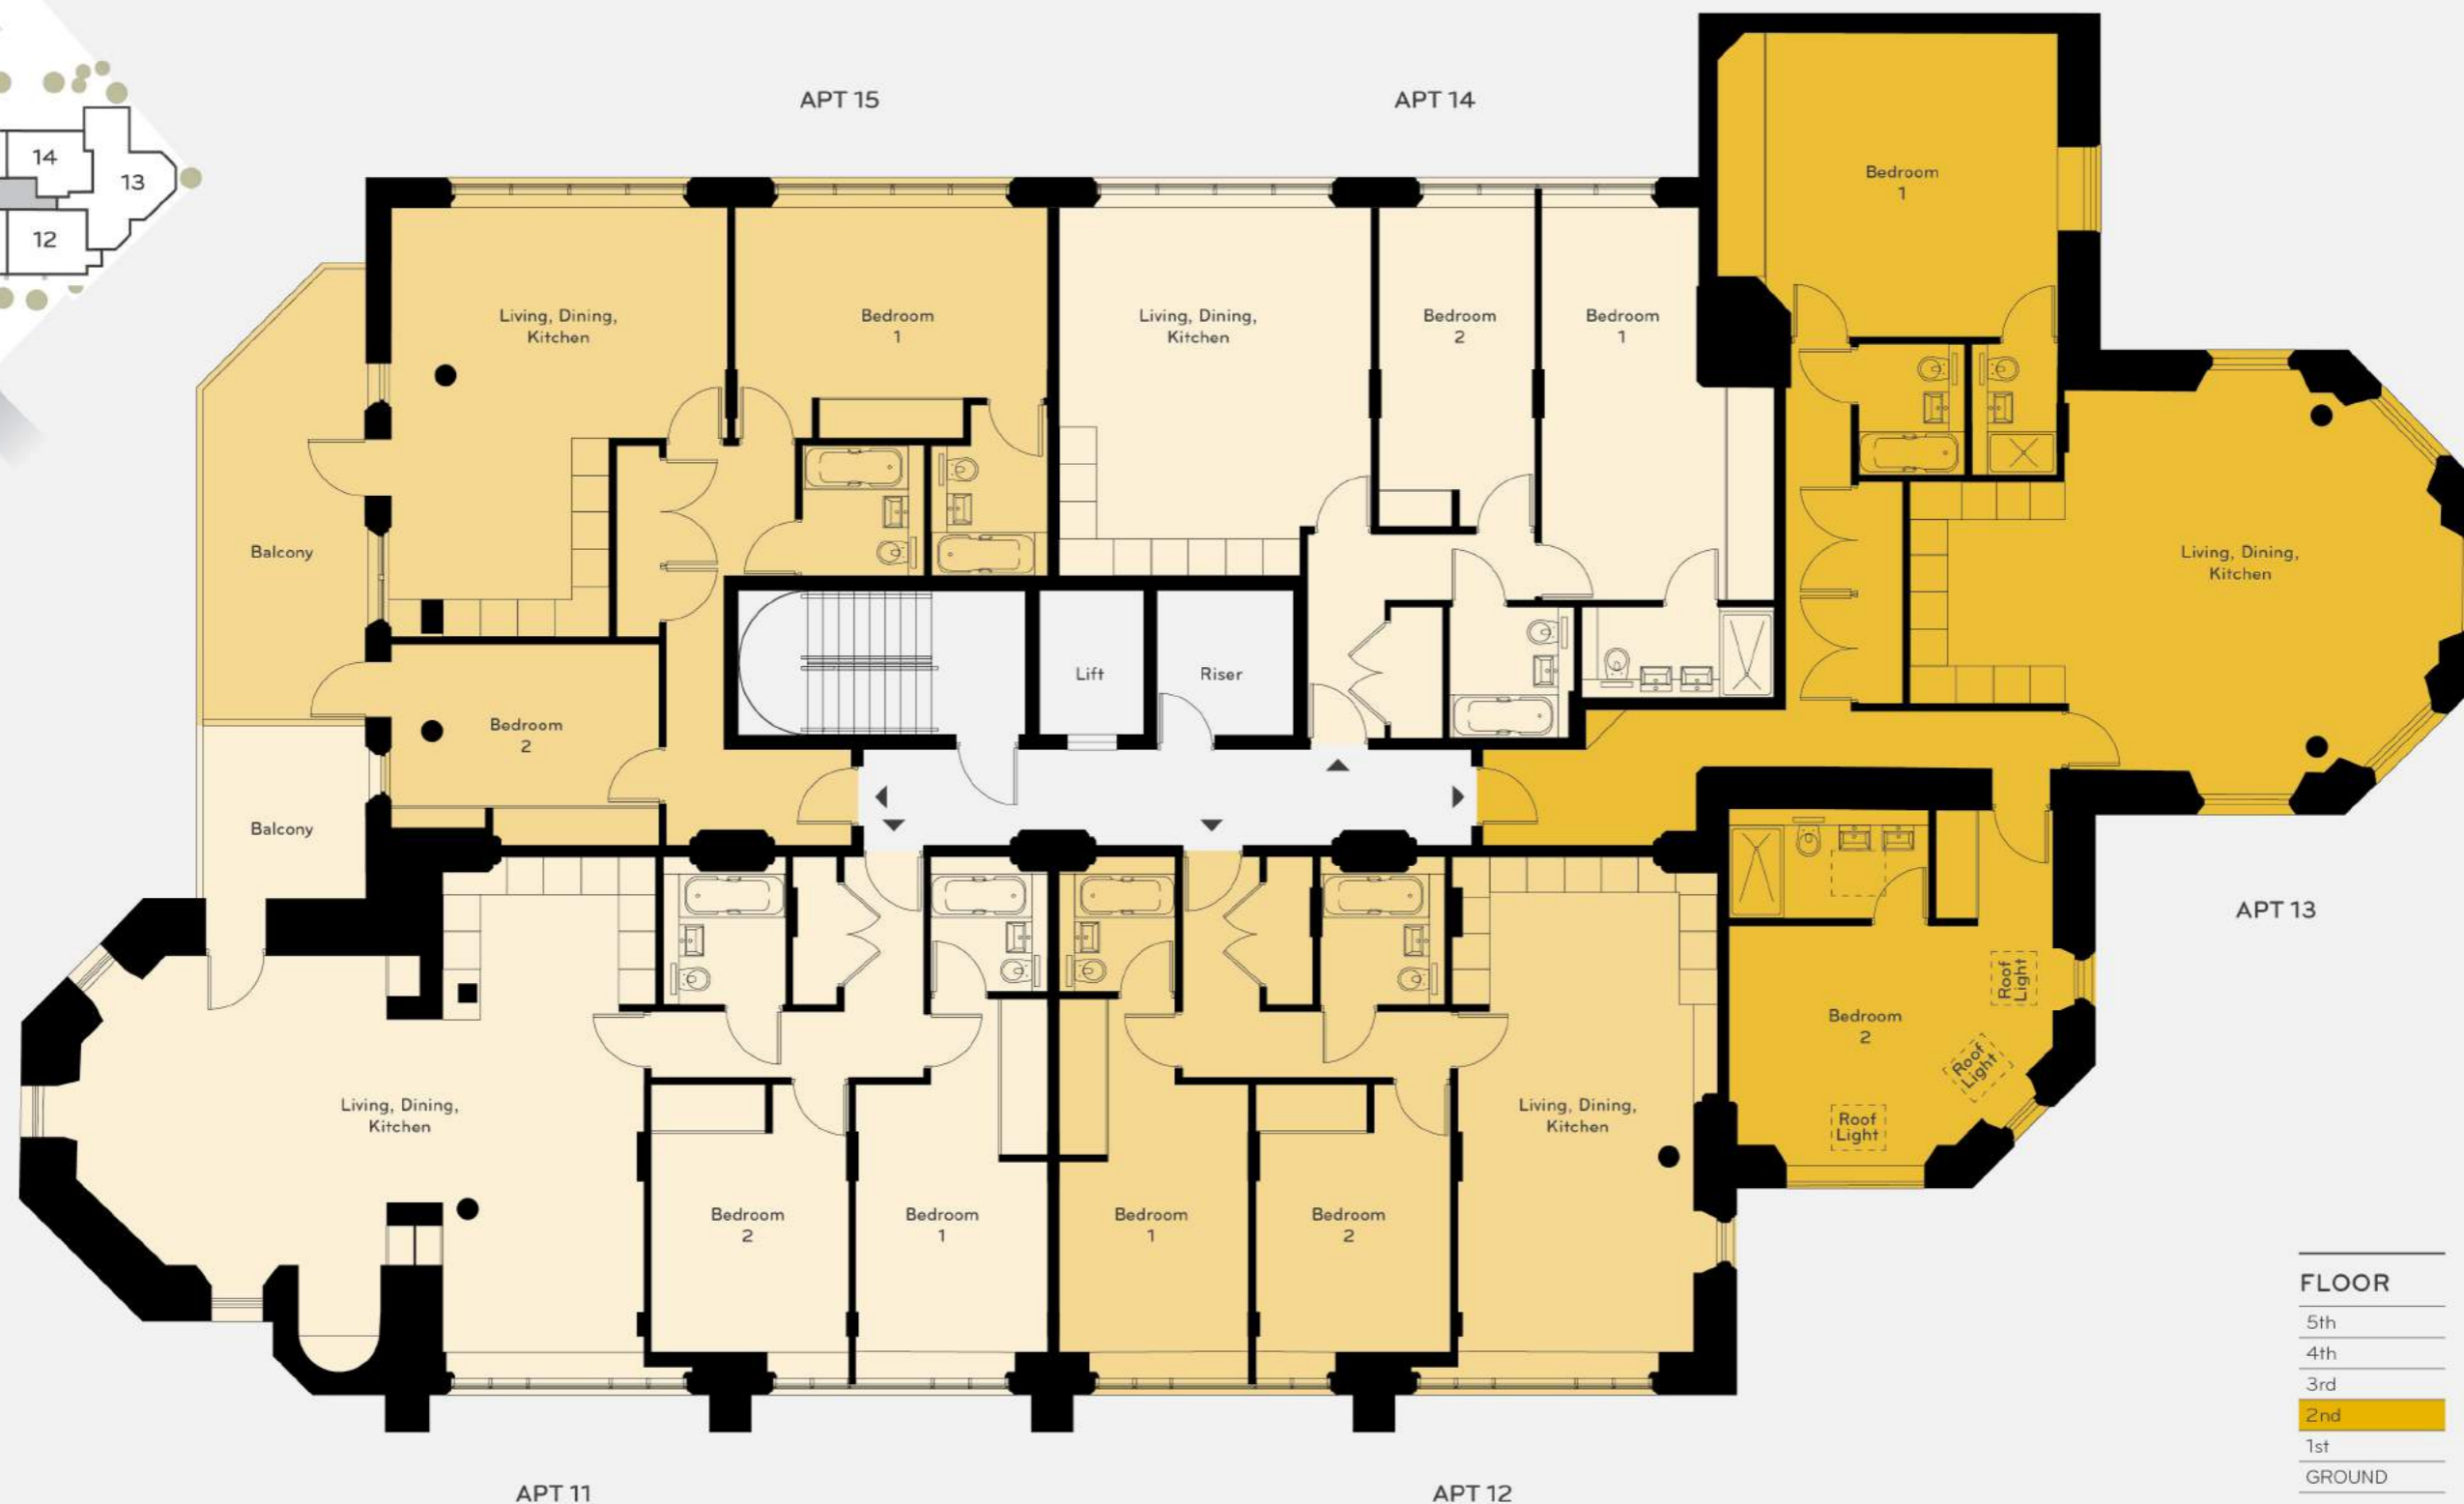 APT 15
APT 14
14
13
12
Bedroom
1
Living, Dining,
Kitchen
Bedroom
1
Living, Dining,
Kitchen
Bedroom
2
Bedroom
1
Balcony
Living, Dining,
Kitchen
Lift
Riser
Bedroom
2
Balcony
APT 13
Roof
Light
Bedroom
2
Roof
Light
Roof
Light
Living, Dining,
Kitchen
Living, Dining,
Kitchen
Bedroom
2
Bedroom
1
Bedroom
1
Bedroom
2
FLOOR
5th
4th
3rd
2nd
1st
GROUND
APT 11
APT 12